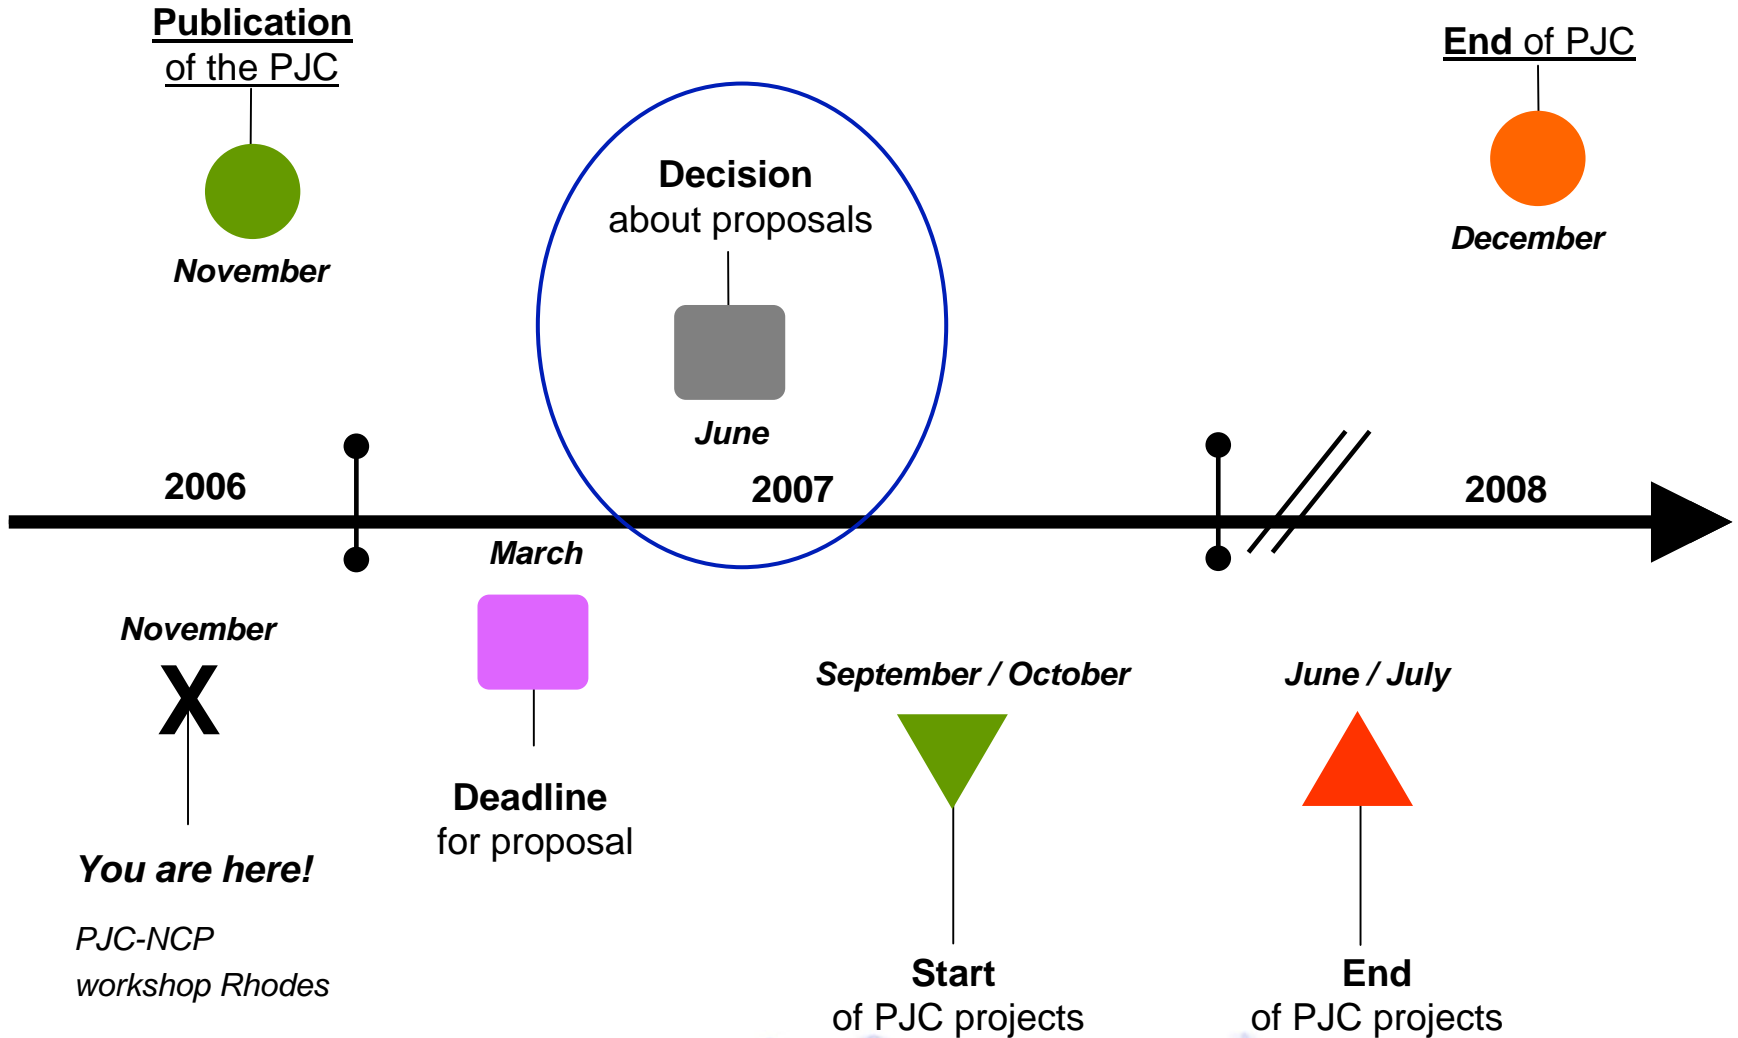 Publication
of the PJC
November
End of PJC
December
Decision
about proposals
June
2006
2007
2008
March
Deadline
for proposal
November
X
You are here!
PJC-NCP
workshop Rhodes
September / October
Start
of PJC projects
June / July
End
of PJC projects